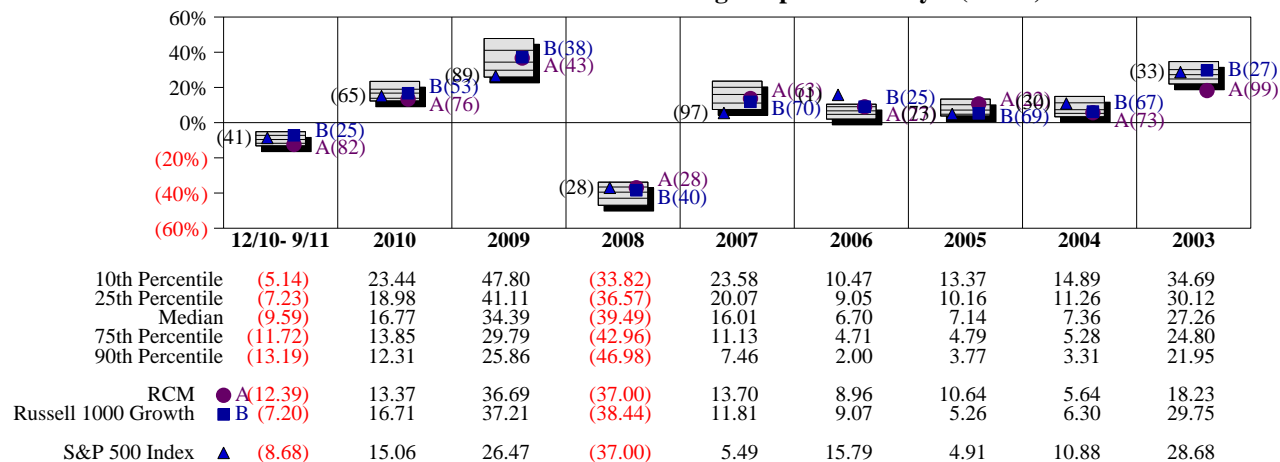 60%
40%
20%
0%
(20%)
(40%)
(60%)
(41) B(25)
A(82)
(65) B(53)
A(76)
(89) B(38)
A(43)
(28) A(28)
B(40)
(97) A(63)
B(70)
B(25)
B(69)
B(67)
A(73)
(33) B(27)
A(99)
12/10- 9/11 2010 2009 2008 2007 2006 2005 2004 2003
10th Percentile (5.14) 23.44 47.80 (33.82) 23.58 10.47 13.37 14.89 34.69
25th Percentile (7.23) 18.98 41.11 (36.57) 20.07 9.05 10.16 11.26 30.12
Median (9.59) 16.77 34.39 (39.49) 16.01 6.70 7.14 7.36 27.26
75th Percentile (11.72) 13.85 29.79 (42.96) 11.13 4.71 4.79 5.28 24.80
90th Percentile (13.19) 12.31 25.86 (46.98) 7.46 2.00 3.77 3.31 21.95
RCM A (12.39) 13.37 36.69 (37.00) 13.70 8.96 10.64 5.64 18.23
Russell 1000 Growth B (7.20) 16.71 37.21 (38.44) 11.81 9.07 5.26 6.30 29.75
S&P 500 Index (8.68) 15.06 26.47 (37.00) 5.49 15.79 4.91 10.88 28.68